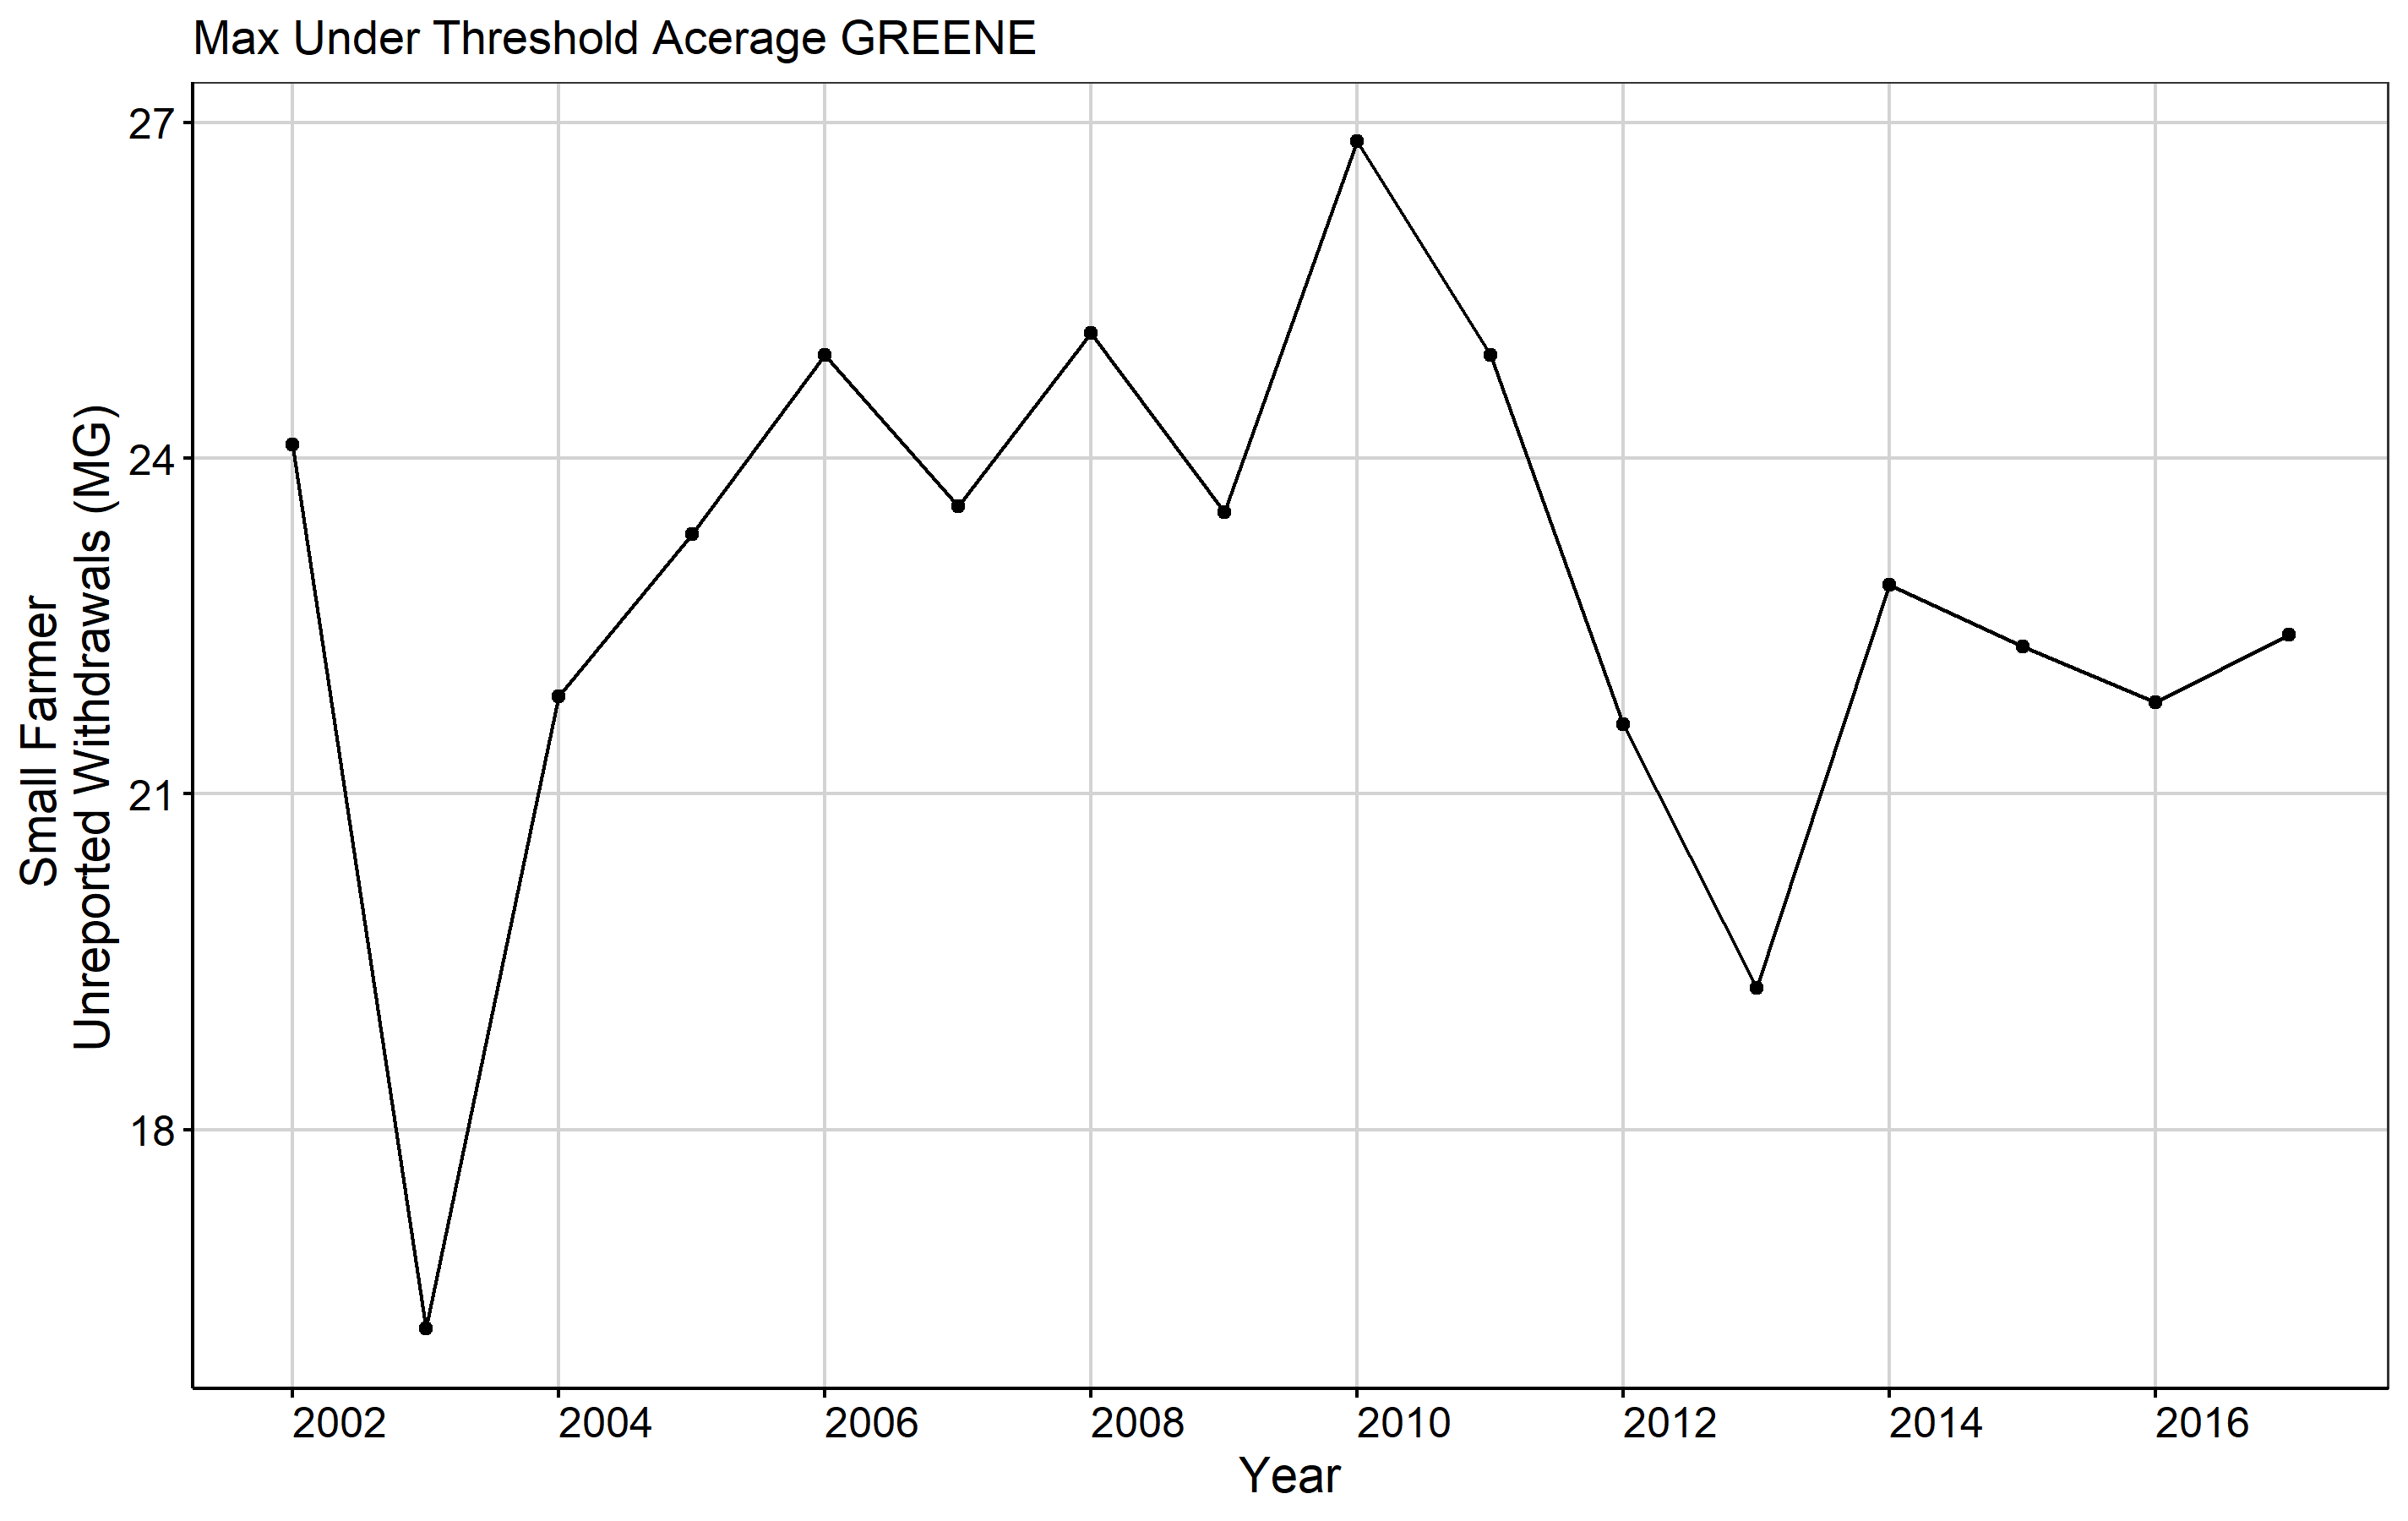 Max Under Threshold Acerage GREENE
Small Farmer
Unreported Withdrawals (MG)
27
24
21
18
2002 2004 2006 2008 2010 2012 2014 2016
Year